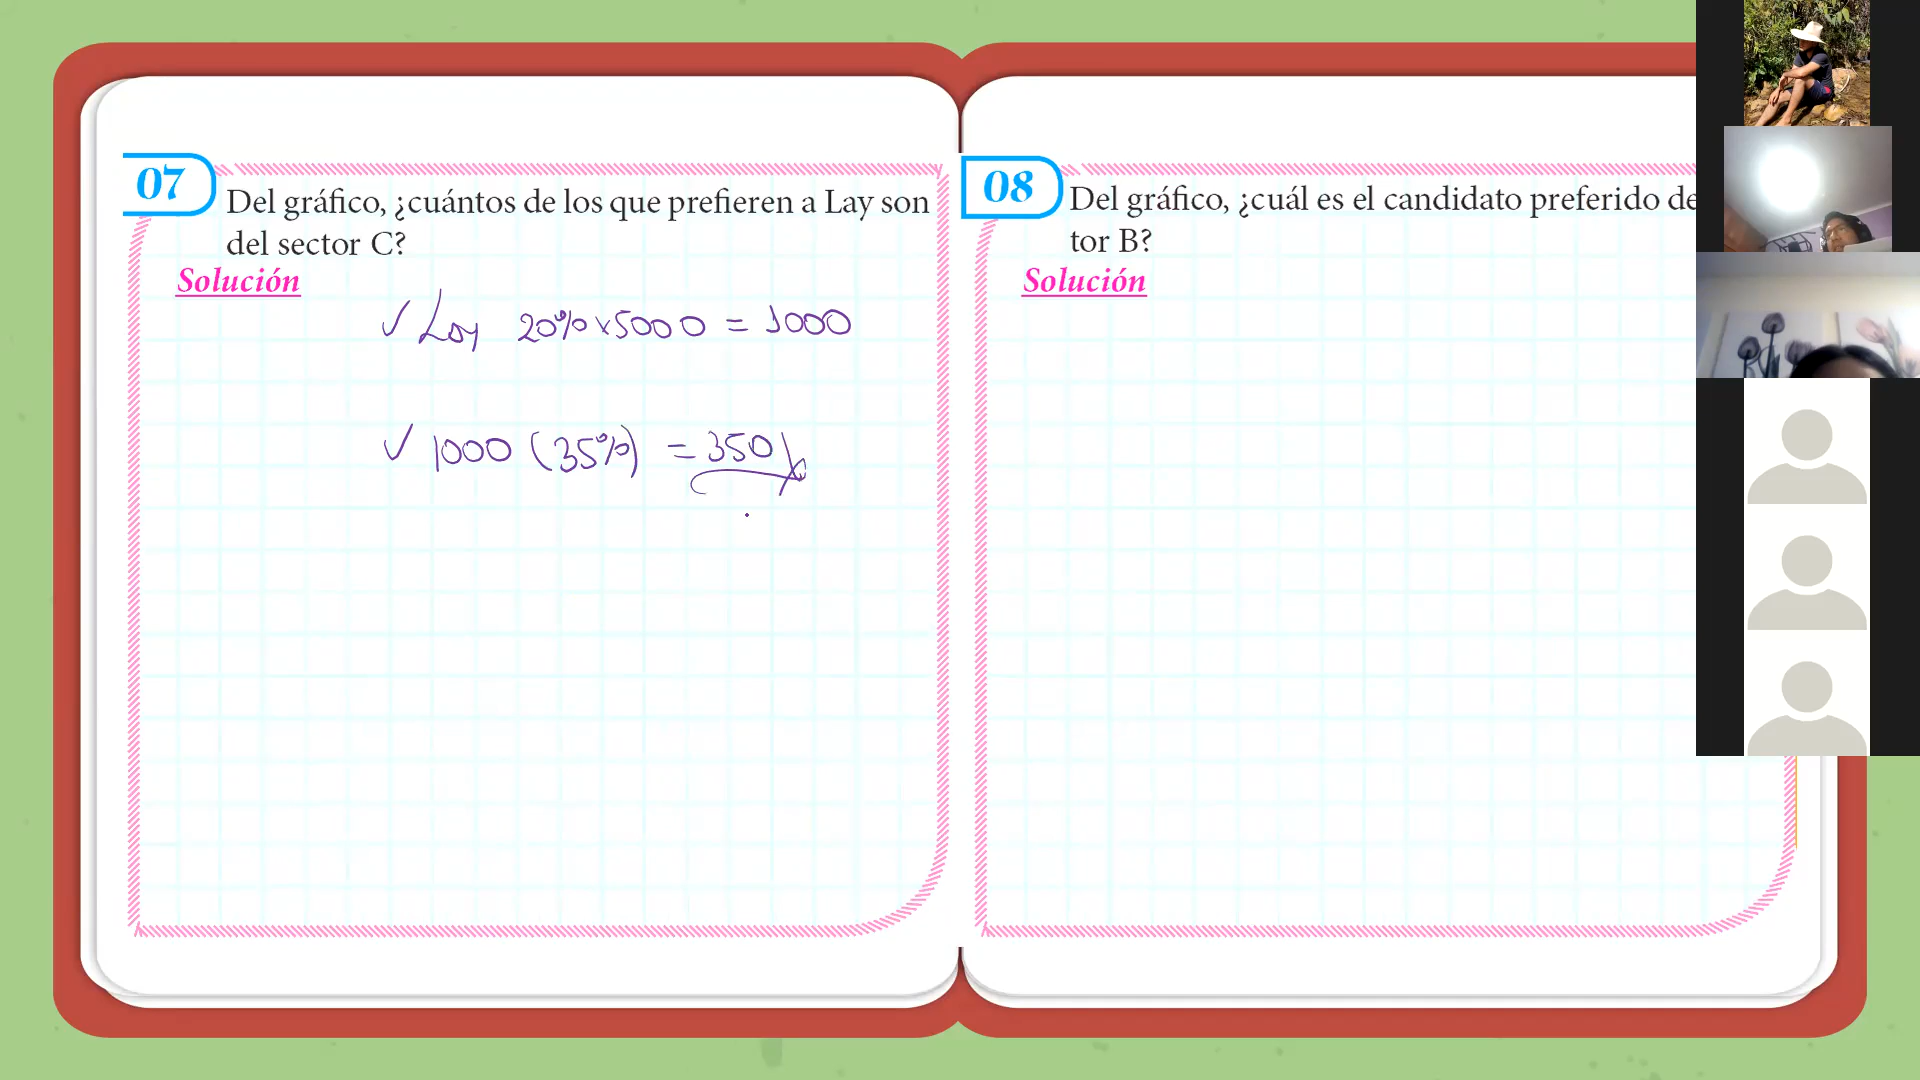 07
Del gráfico, ¿cuántos de los que prefieren a Lay son
del sector C?
Solución
✓ Lay 20% x 5000 = 1000
✓ 1000 (35%) = 350
08
Del gráfico, ¿cuál es el candidato preferido de
tor B?
Solución